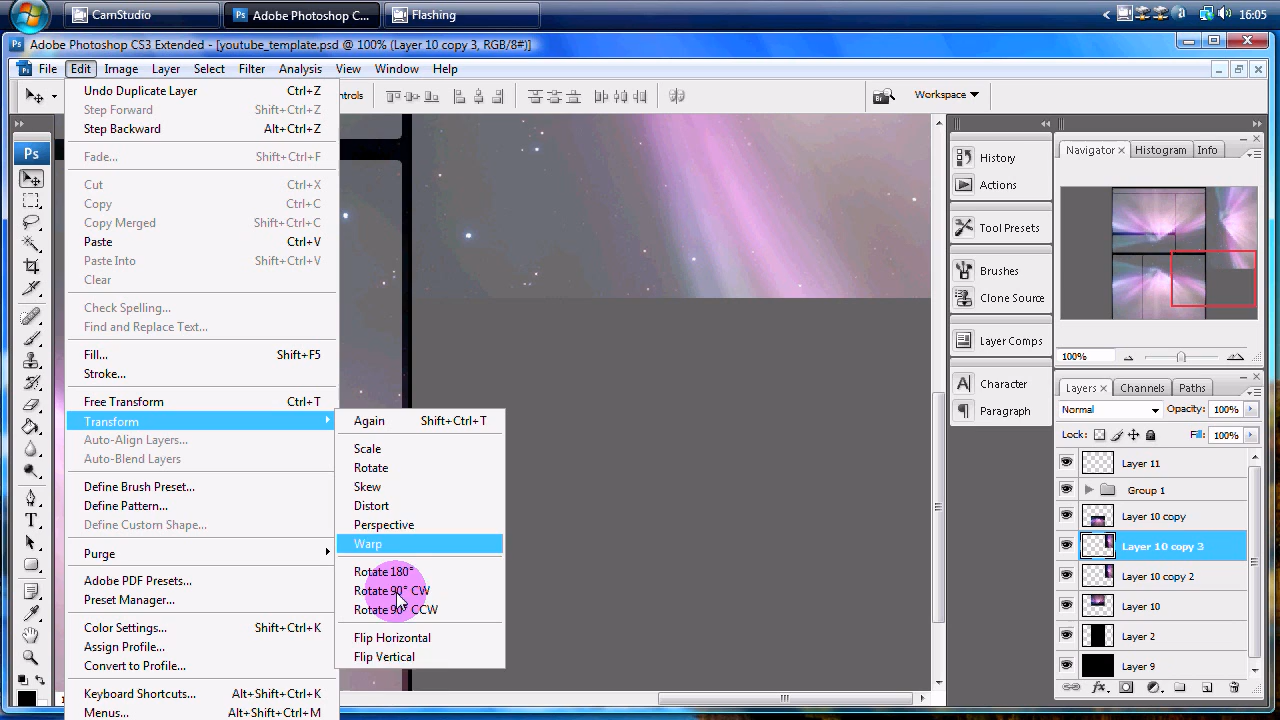 CamStudio
Adobe Photoshop C...
Flashing
16:05
Adobe Photoshop CS3 Extended - [youtube_template.psd @ 100% (Layer 10 copy 3, RGB/8#)]
File Edit Image Layer Select Filter Analysis View Window Help
ntrols
Workspace
Undo Duplicate Layer Ctrl+Z
Step Forward Shift+Ctrl+Z
Step Backward Alt+Ctrl+Z
Fade... Shift+Ctrl+F
Cut Ctrl+X
Copy Ctrl+C
Copy Merged Shift+Ctrl+C
Paste Ctrl+V
Paste Into Shift+Ctrl+V
Clear
Check Spelling...
Find and Replace Text...
Fill... Shift+F5
Stroke...
Free Transform Ctrl+T
Transform
Auto-Align Layers...
Auto-Blend Layers
Define Brush Preset...
Define Pattern...
Define Custom Shape...
Purge
Adobe PDF Presets...
Preset Manager...
Color Settings... Shift+Ctrl+K
Assign Profile...
Convert to Profile...
Keyboard Shortcuts... Alt+Shift+Ctrl+K
Menus... Alt+Shift+Ctrl+M
Again Shift+Ctrl+T
Scale
Rotate
Skew
Distort
Perspective
Warp
Rotate 180°
Rotate 90° CW
Rotate 90° CCW
Flip Horizontal
Flip Vertical
Ps
History
Actions
Tool Presets
Brushes
Clone Source
Layer Comps
Character
Paragraph
Navigator Histogram Info
100%
Layers Channels Paths
Normal Opacity: 100%
Lock: Fill: 100%
Layer 11
Group 1
Layer 10 copy
Layer 10 copy 3
Layer 10 copy 2
Layer 10
Layer 2
Layer 9